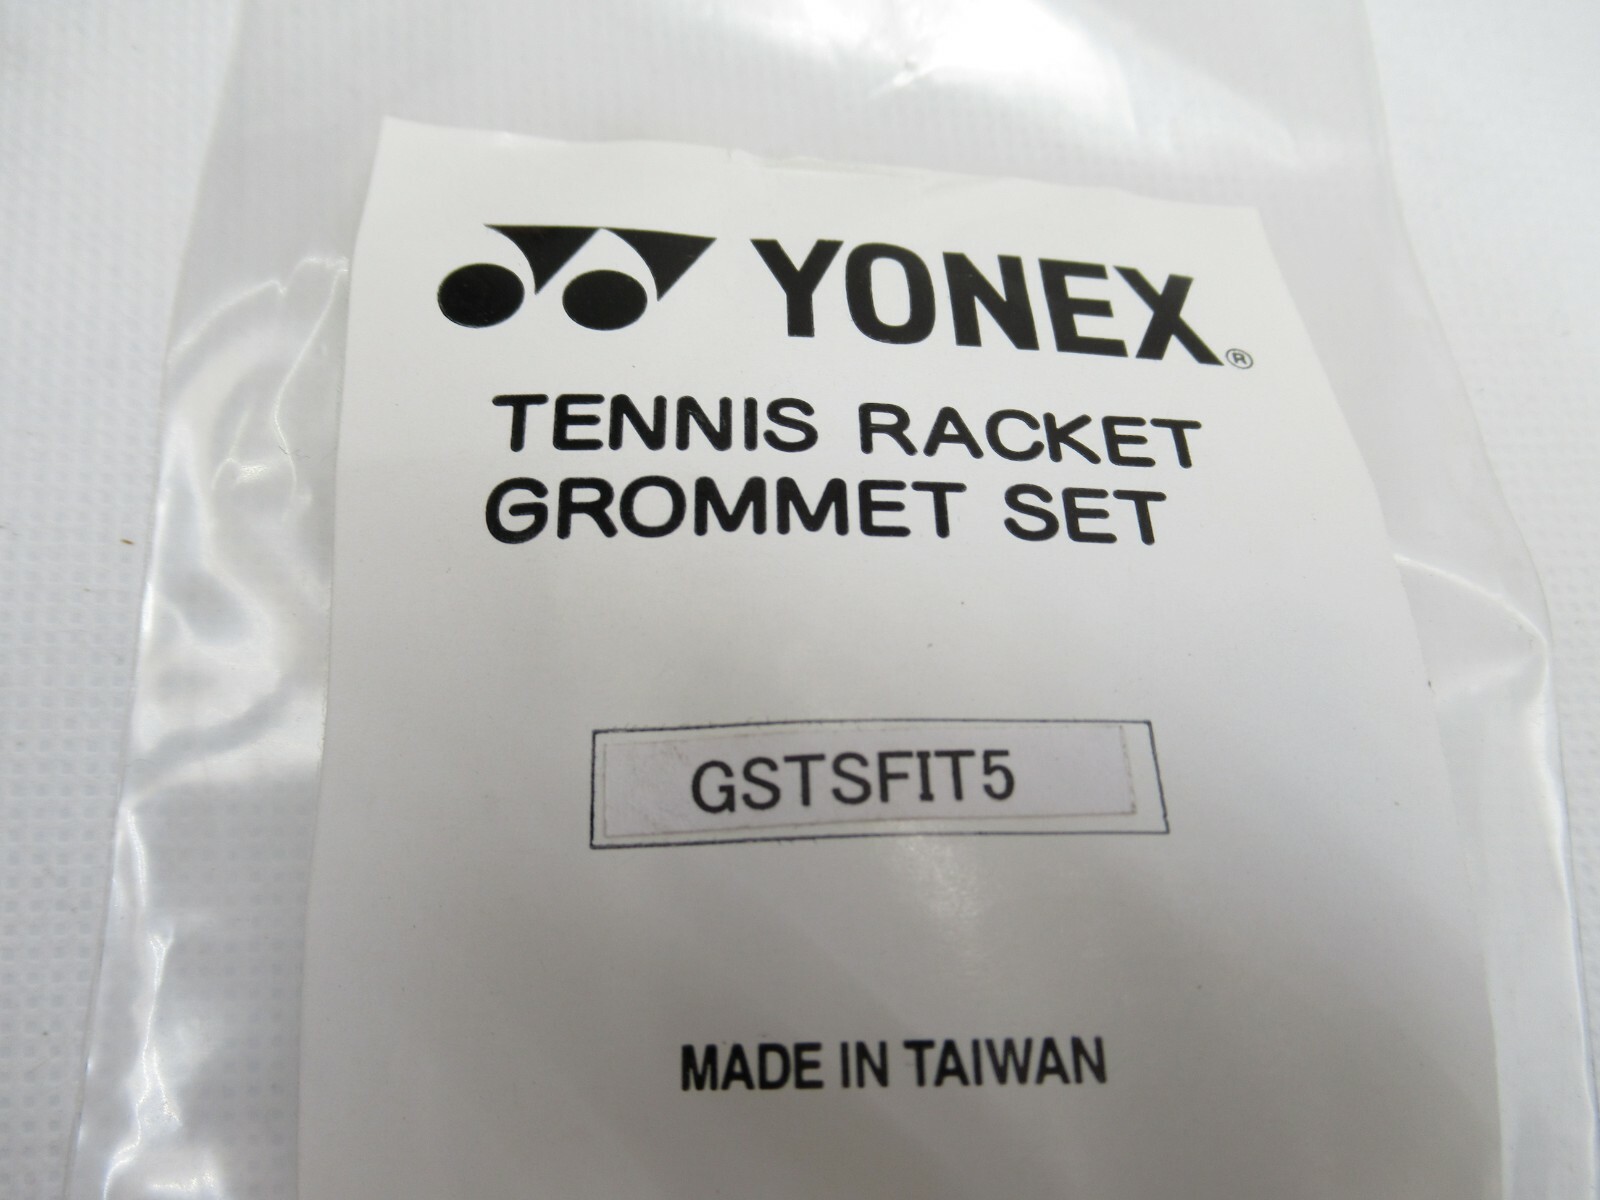 YONEX®
TENNIS RACKET
GROMMET SET
GSTSFIT5
MADE IN TAIWAN